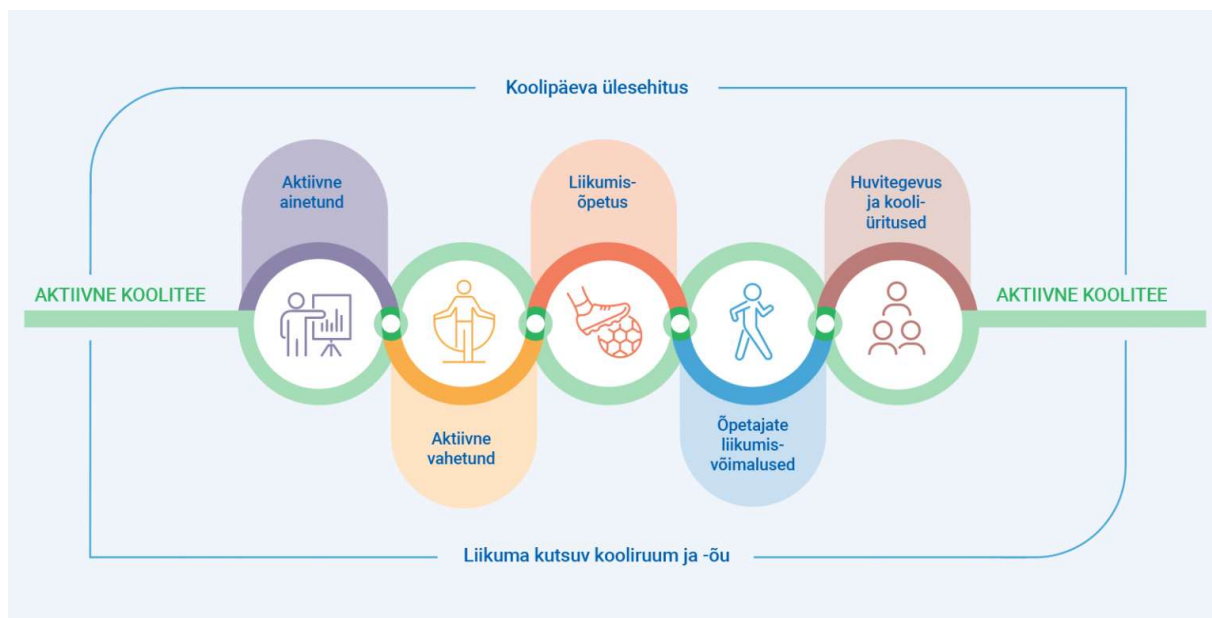 Koolipäeva ülesehitus
Aktiivne
ainetund
Liikumis-
õpetus
Huvitegevus
ja kooli-
üritused
AKTIIVNE KOOLITEE
AKTIIVNE KOOLITEE
Aktiivne
vahetund
Õpetajate
liikumis-
võimalused
Liikuma kutsuv kooliruum ja -õu